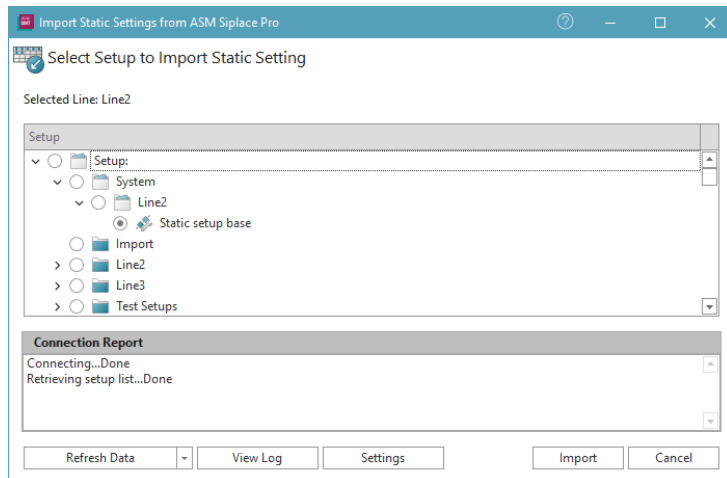 Import Static Settings from ASM Siplace Pro
Select Setup to Import Static Setting
Selected Line: Line2
Setup
Setup:
System
Line2
Static setup base
Import
Line2
Line3
Test Setups
Connection Report
Connecting...Done
Retrieving setup list...Done
Refresh Data View Log Settings Import Cancel